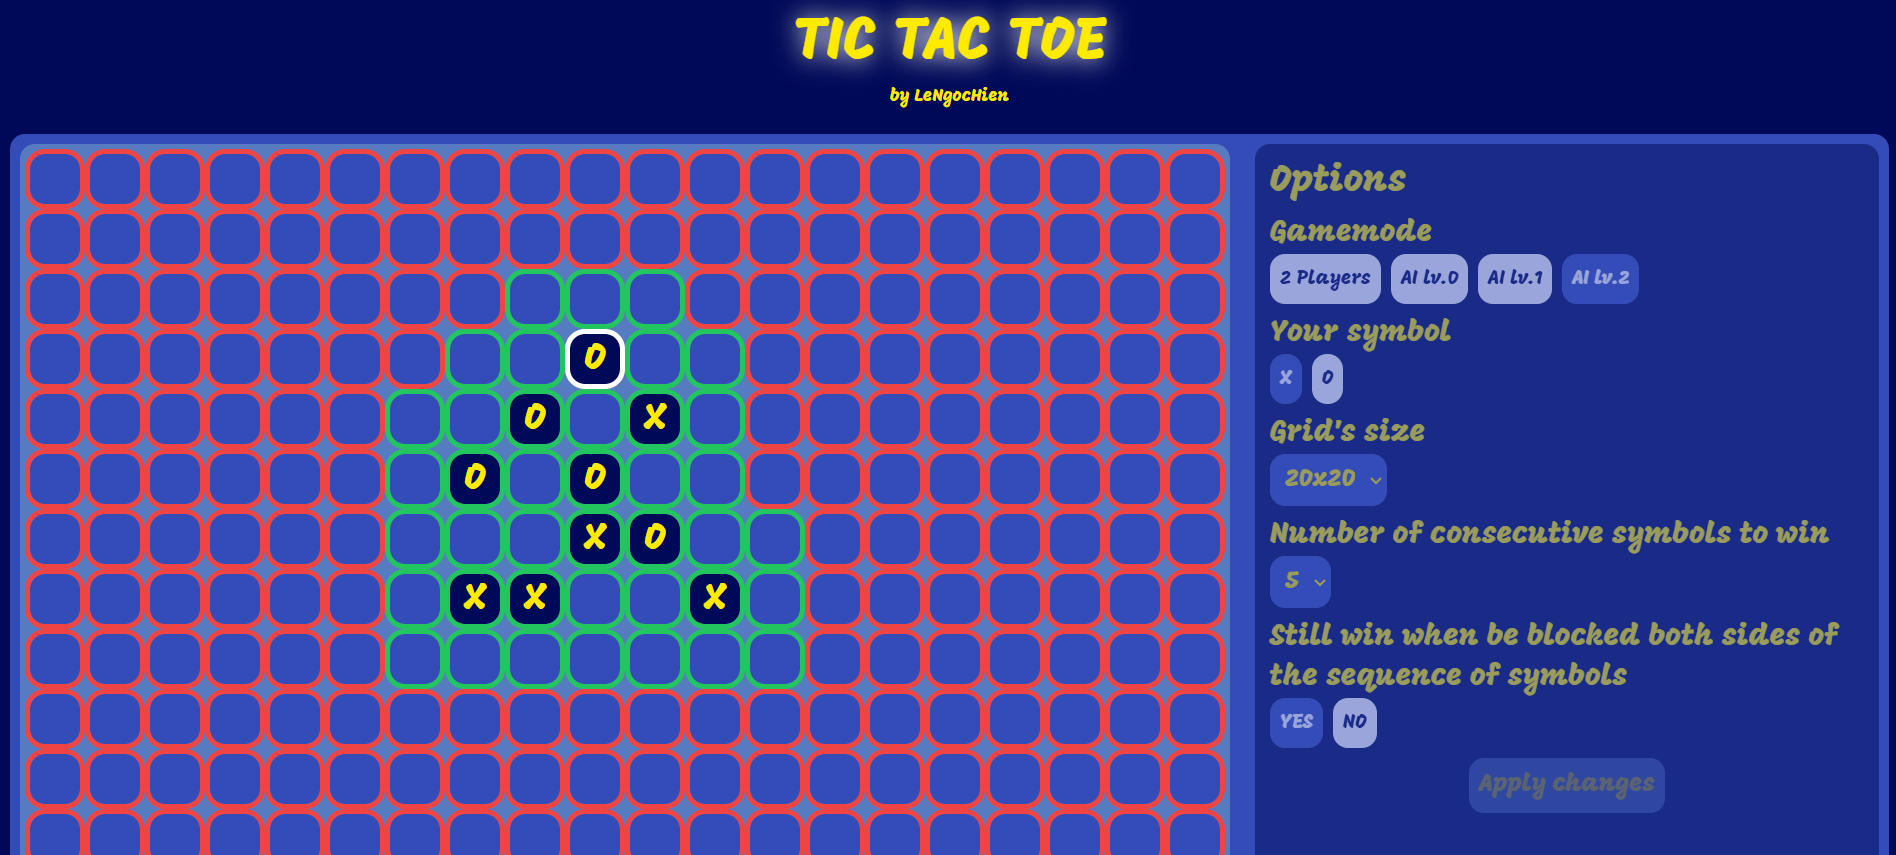 TIC TAC TOE
by LeNgocHien
O
O X
O O
X O
X X X
Options
Gamemode
2 Players AI lv.0 AI lv.1 AI lv.2
Your symbol
X O
Grid's size
20x20
Number of consecutive symbols to win
5
Still win when be blocked both sides of
the sequence of symbols
YES NO
Apply changes